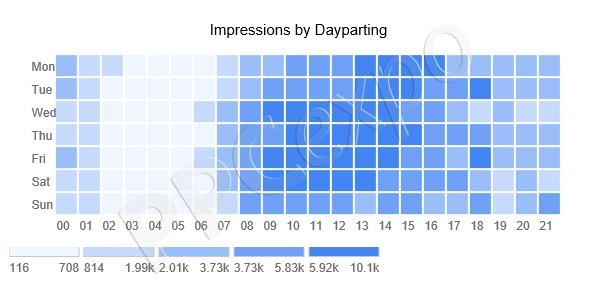 Impressions by Dayparting
Mon
Tue
Wed
Thu
Fri
Sat
Sun
00 01 02 03 04 05 06 07 08 09 10 11 12 13 14 15 16 17 18 19 20 21
116 708 814 1.99k 2.01k 3.73k 3.73k 5.83k 5.92k 10.1k
PPCexpo